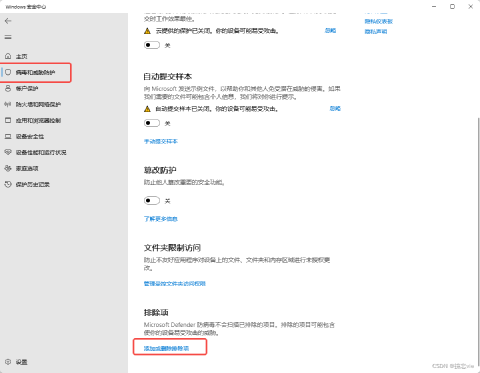 Windows 安全中心
交时工作效果最佳。
云提供的保护已关闭。你的设备可能易受攻击。 忽略
关
隐私仪表板
隐私声明
主页
病毒和威胁防护
帐户保护
防火墙和网络保护
应用和浏览器控制
设备安全性
设备性能和运行状况
家庭选项
保护历史记录
设置
自动提交样本
向 Microsoft 发送示例文件，以帮助你和其他人免受潜在威胁的侵害。如果
我们需要的文件可能包含个人信息，我们将对你进行提示。
自动提交样本已关闭。你的设备可能易受攻击。 忽略
关
手动提交样本
篡改防护
防止他人篡改重要的安全功能。
关
了解更多信息
文件夹限制访问
防止不友好应用程序对设备上的文件、文件夹和内存区域进行未授权更
改。
管理受控文件夹访问权限
排除项
Microsoft Defender 防病毒不会扫描已排除的项目。排除的项目可能包含
使你的设备易受攻击的威胁。
添加或删除排除项